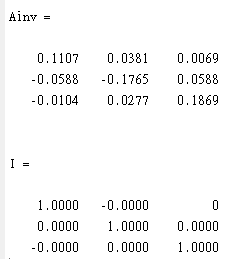 Ainv =
0.1107 0.0381 0.0069
-0.0588 -0.1765 0.0588
-0.0104 0.0277 0.1869
I =
1.0000 -0.0000 0
0.0000 1.0000 0.0000
-0.0000 0.0000 1.0000